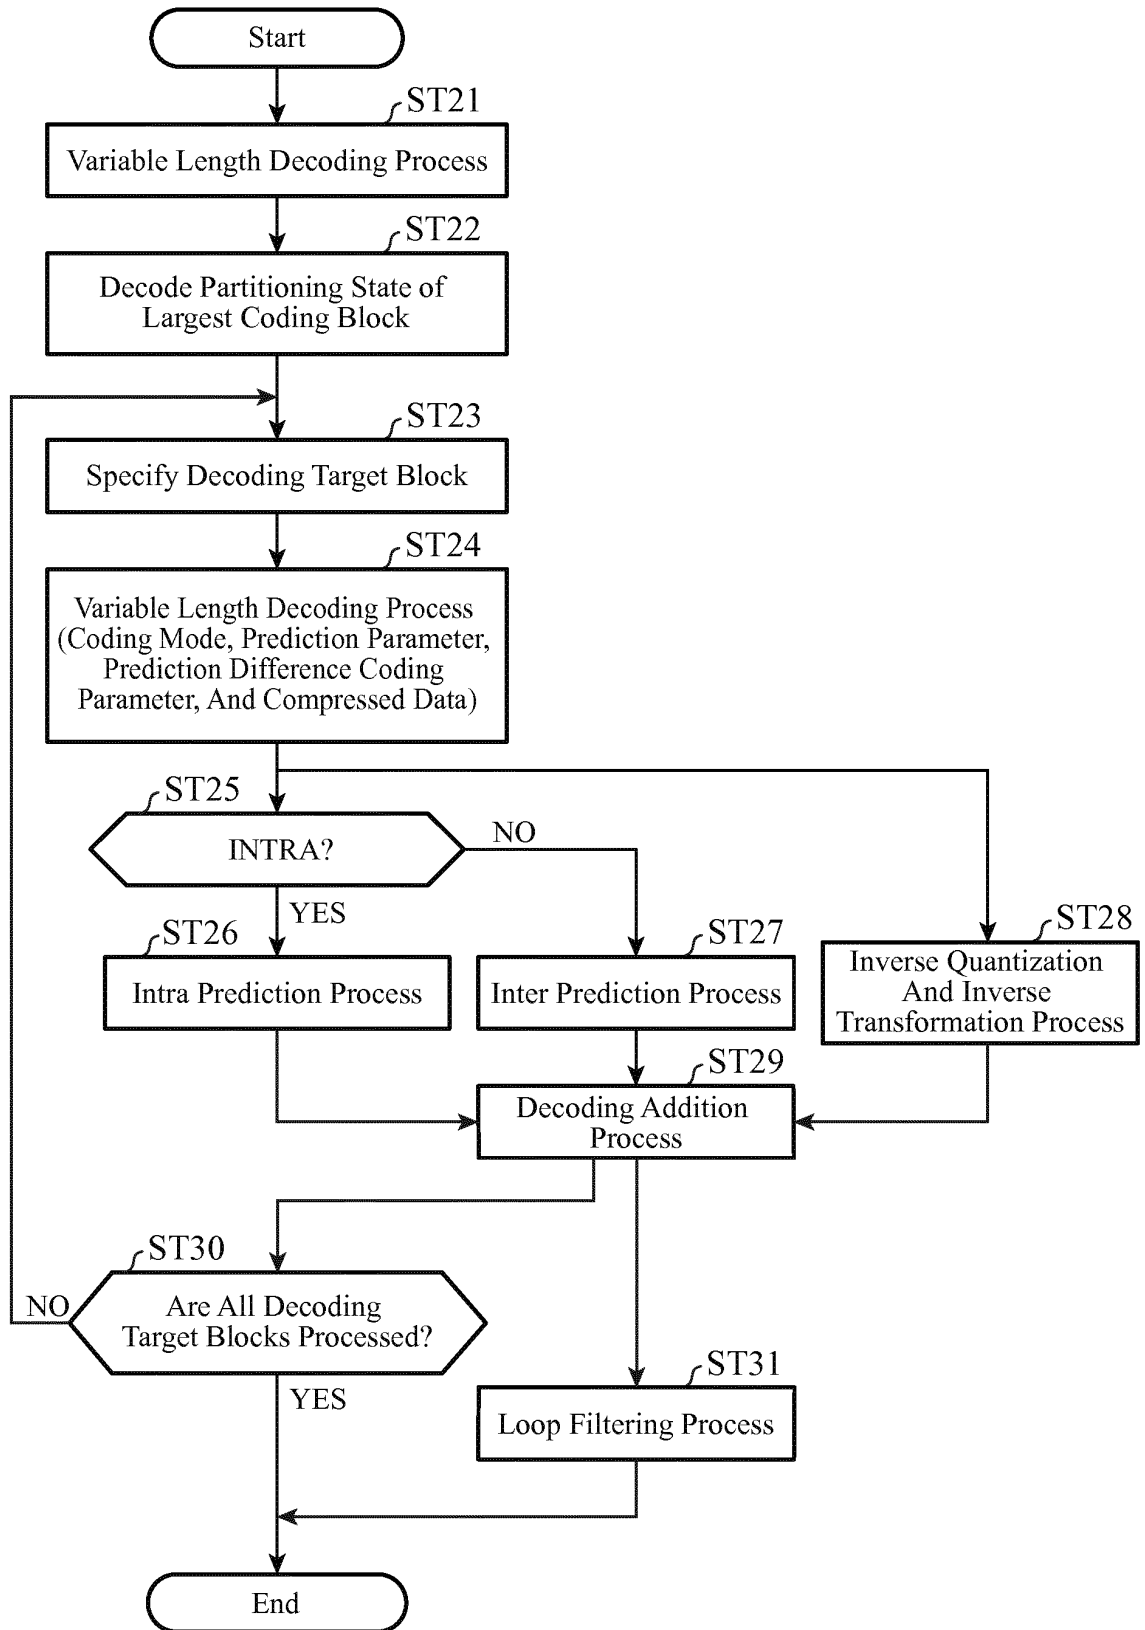 Start
ST21
Variable Length Decoding Process
ST22
Decode Partitioning State of
Largest Coding Block
ST23
Specify Decoding Target Block
ST24
Variable Length Decoding Process
(Coding Mode, Prediction Parameter,
Prediction Difference Coding
Parameter, And Compressed Data)
ST25
INTRA?
NO
YES
ST26
Intra Prediction Process
ST27
Inter Prediction Process
ST28
Inverse Quantization
And Inverse
Transformation Process
ST29
Decoding Addition
Process
ST30
Are All Decoding
Target Blocks Processed?
NO
YES
ST31
Loop Filtering Process
End